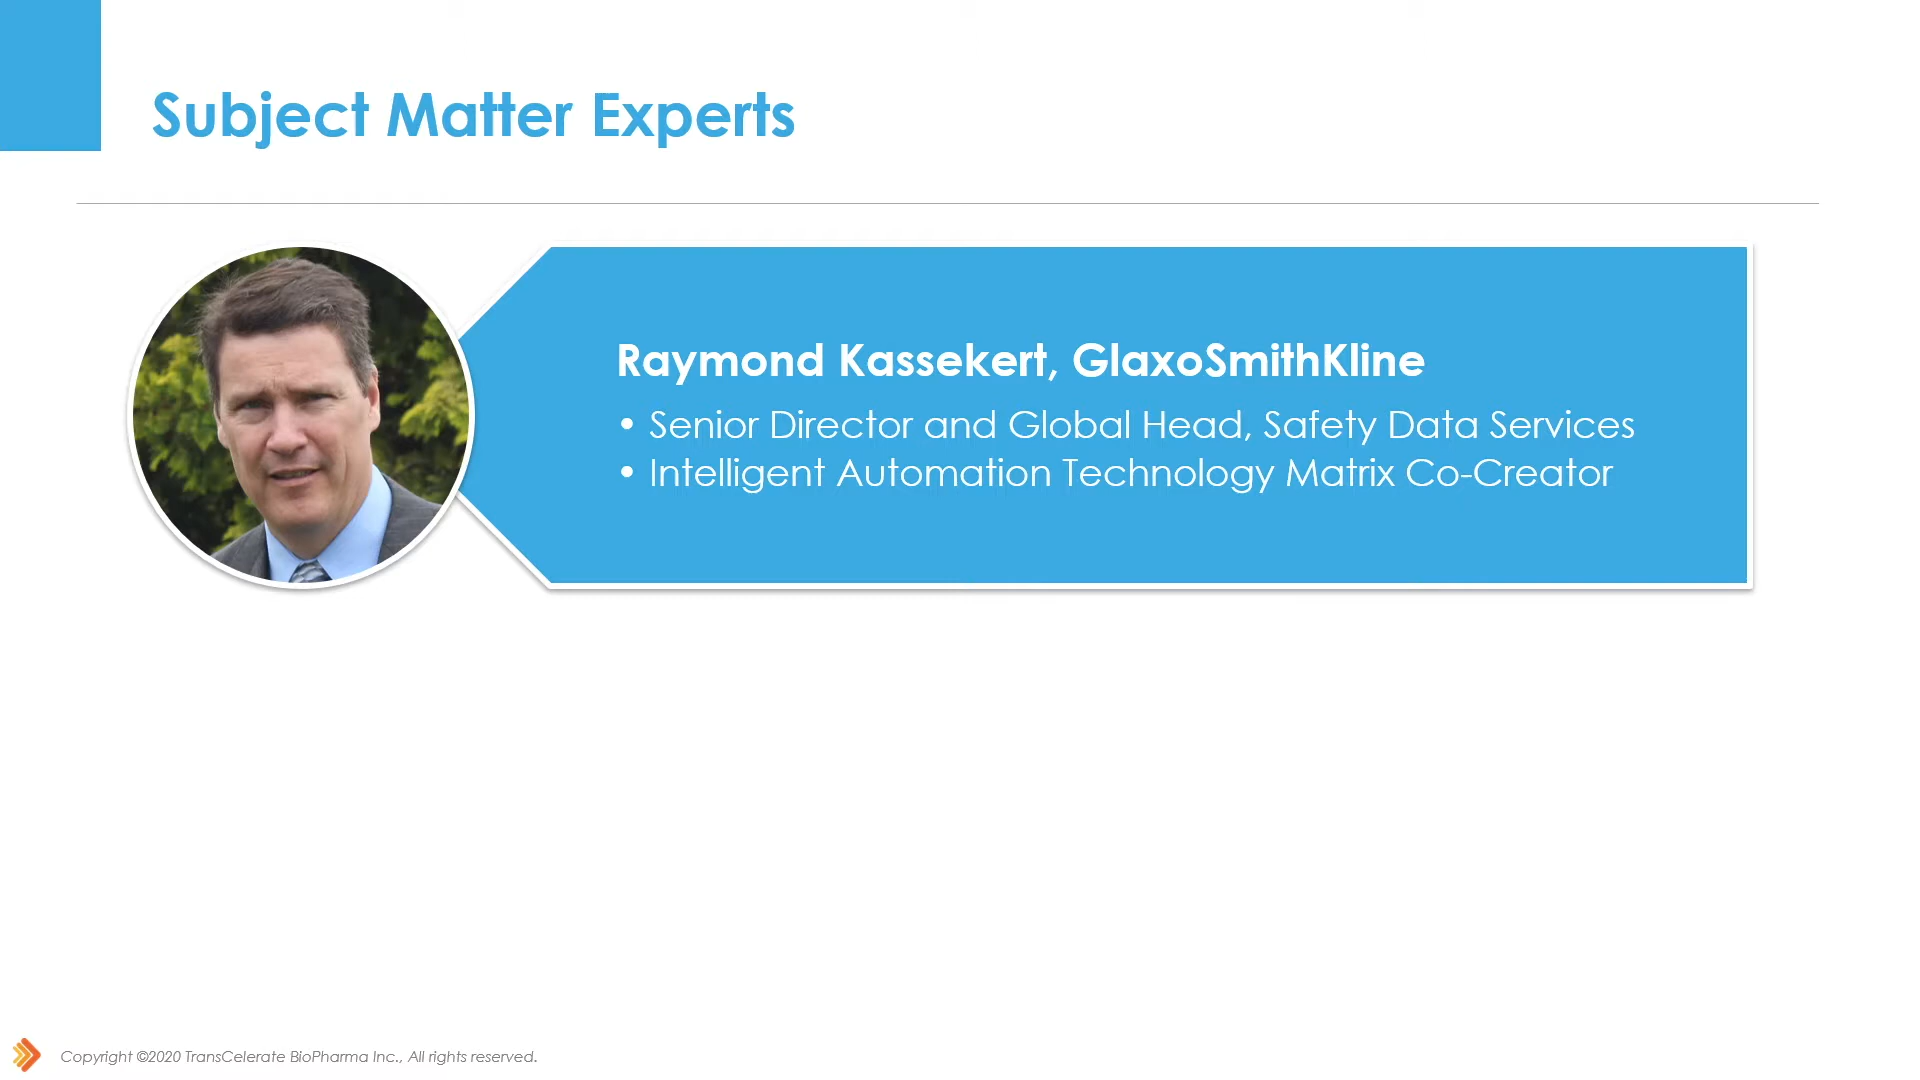 Subject Matter Experts
Raymond Kassekert, GlaxoSmithKline
• Senior Director and Global Head, Safety Data Services
• Intelligent Automation Technology Matrix Co-Creator
Copyright ©2020 TransCelerate BioPharma Inc., All rights reserved.